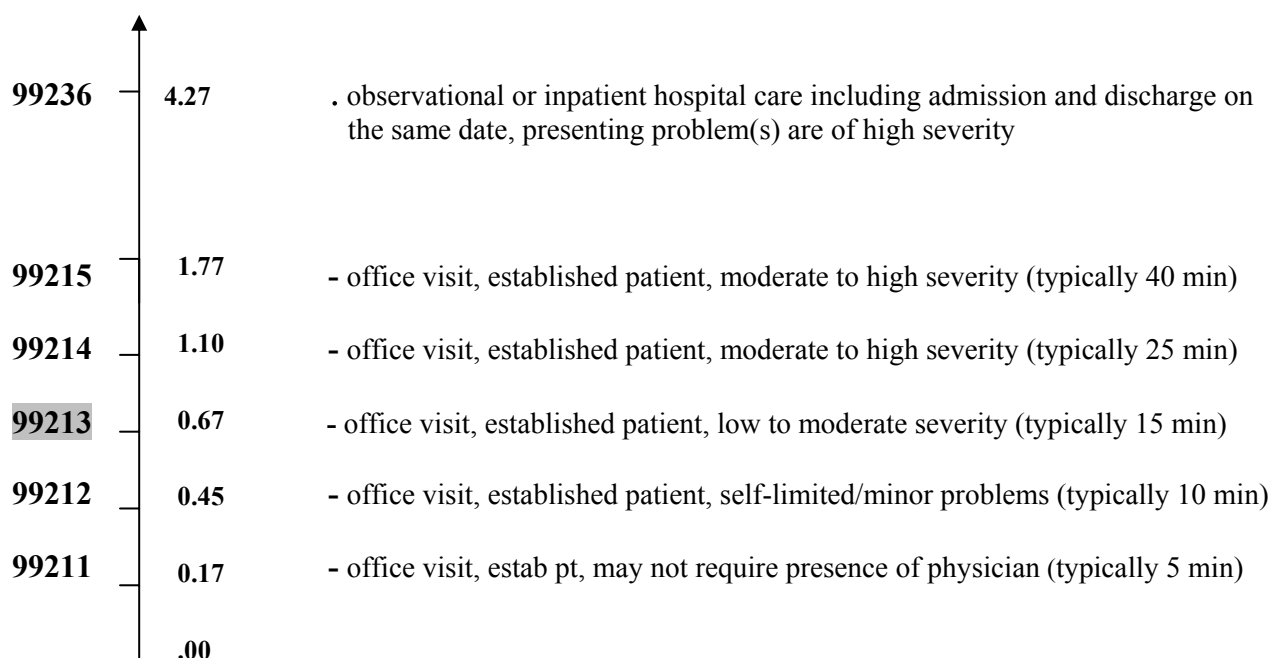 99236 4.27 . observational or inpatient hospital care including admission and discharge on
the same date, presenting problem(s) are of high severity
99215 1.77 - office visit, established patient, moderate to high severity (typically 40 min)
99214 1.10 - office visit, established patient, moderate to high severity (typically 25 min)
99213 0.67 - office visit, established patient, low to moderate severity (typically 15 min)
99212 0.45 - office visit, established patient, self-limited/minor problems (typically 10 min)
99211 0.17 - office visit, estab pt, may not require presence of physician (typically 5 min)
.00